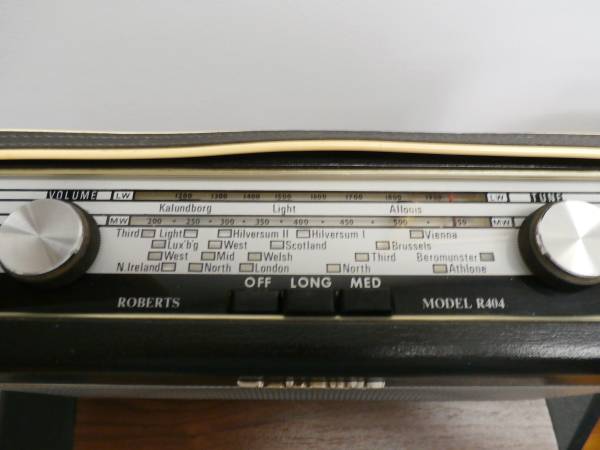 VOLUME LW 1200 1300 1400 1500 1600 1700 1800 1900 LW TUNE
Kalundborg Light Allouis
MW 200 250 300 350 400 450 500 550 MW
Third Light Hilversum II Hilversum I Vienna
Lux'b'g West Scotland Brussels
West Mid Welsh Third Beromunster
N.Ireland North London North Athlone
OFF LONG MED
ROBERTS MODEL R404